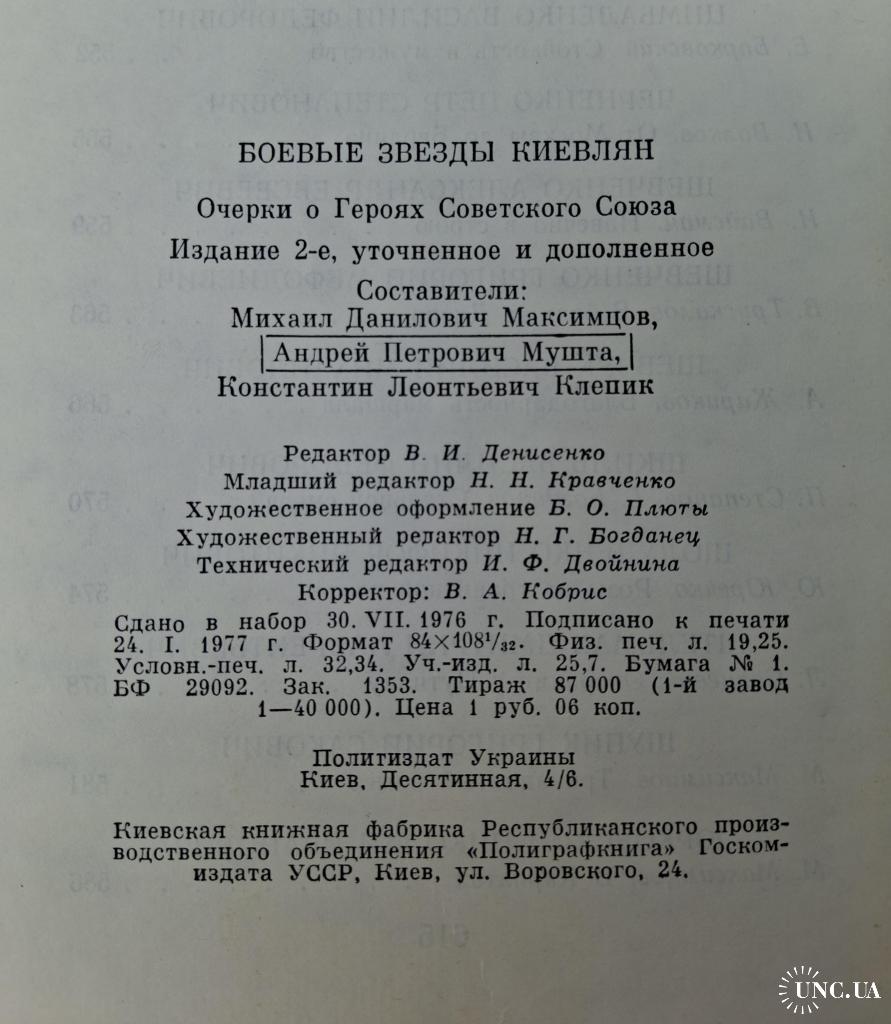 БОЕВЫЕ ЗВЕЗДЫ КИЕВЛЯН
Очерки о Героях Советского Союза
Издание 2-е, уточненное и дополненное
Составители:
Михаил Данилович Максимцов,
Андрей Петрович Мушта,
Константин Леонтьевич Клепик
Редактор В. И. Денисенко
Младший редактор Н. Н. Кравченко
Художественное оформление Б. О. Плюты
Художественный редактор Н. Г. Богданец
Технический редактор И. Ф. Двойнина
Корректор: В. А. Кобрис
Сдано в набор 30. VII. 1976 г. Подписано к печати
24. I. 1977 г. Формат 84×108¹/₃₂. Физ. печ. л. 19,25.
Условн.-печ. л. 32,34. Уч.-изд. л. 25,7. Бумага № 1.
БФ 29092. Зак. 1353. Тираж 87 000 (1-й завод
1—40 000). Цена 1 руб. 06 коп.
Политиздат Украины
Киев, Десятинная, 4/6.
Киевская книжная фабрика Республиканского произ-
водственного объединения «Полиграфкнига» Госком-
издата УССР, Киев, ул. Воровского, 24.
UNC.UA